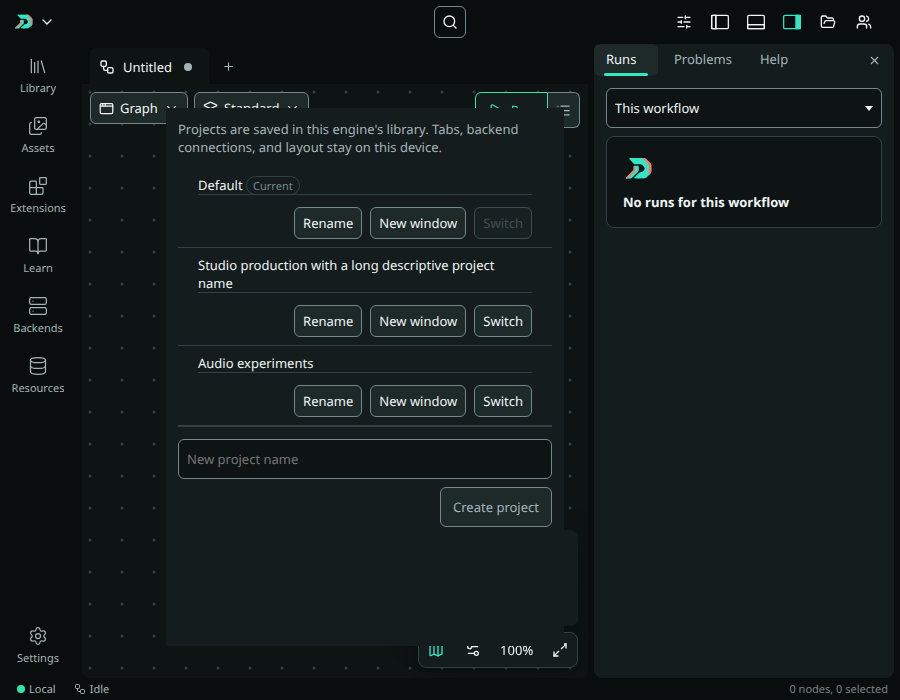 Untitled
Runs
Problems
Help
Library
Graph
Standard
This workflow
Projects are saved in this engine's library. Tabs, backend
connections, and layout stay on this device.
Assets
Default
Current
No runs for this workflow
Extensions
Rename
New window
Switch
Studio production with a long descriptive project
name
Learn
Rename
New window
Switch
Backends
Audio experiments
Resources
Rename
New window
Switch
New project name
Create project
Settings
100%
Local
Idle
0 nodes, 0 selected